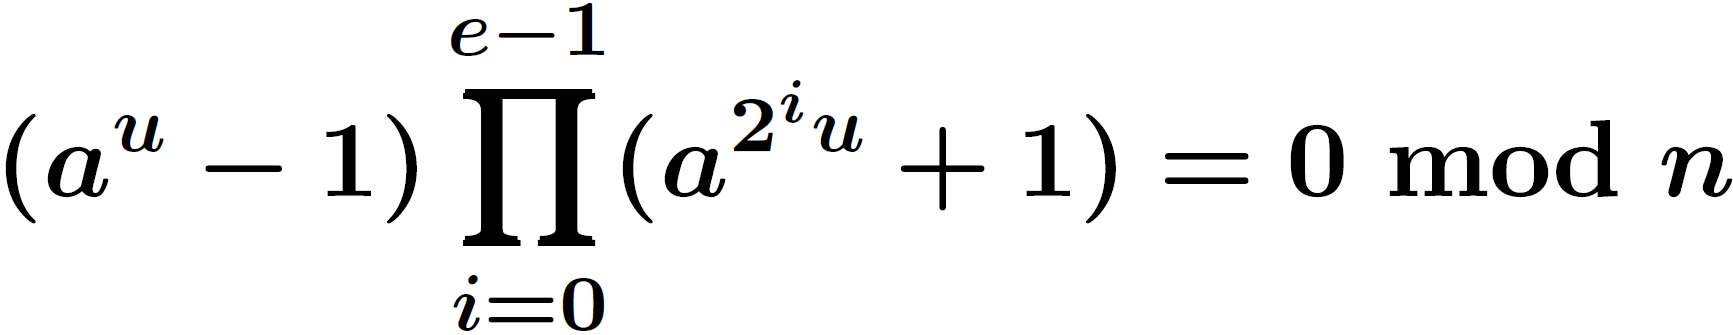 (a^u − 1) ∏_{i=0}^{e−1} (a^{2^i u} + 1) = 0 mod n